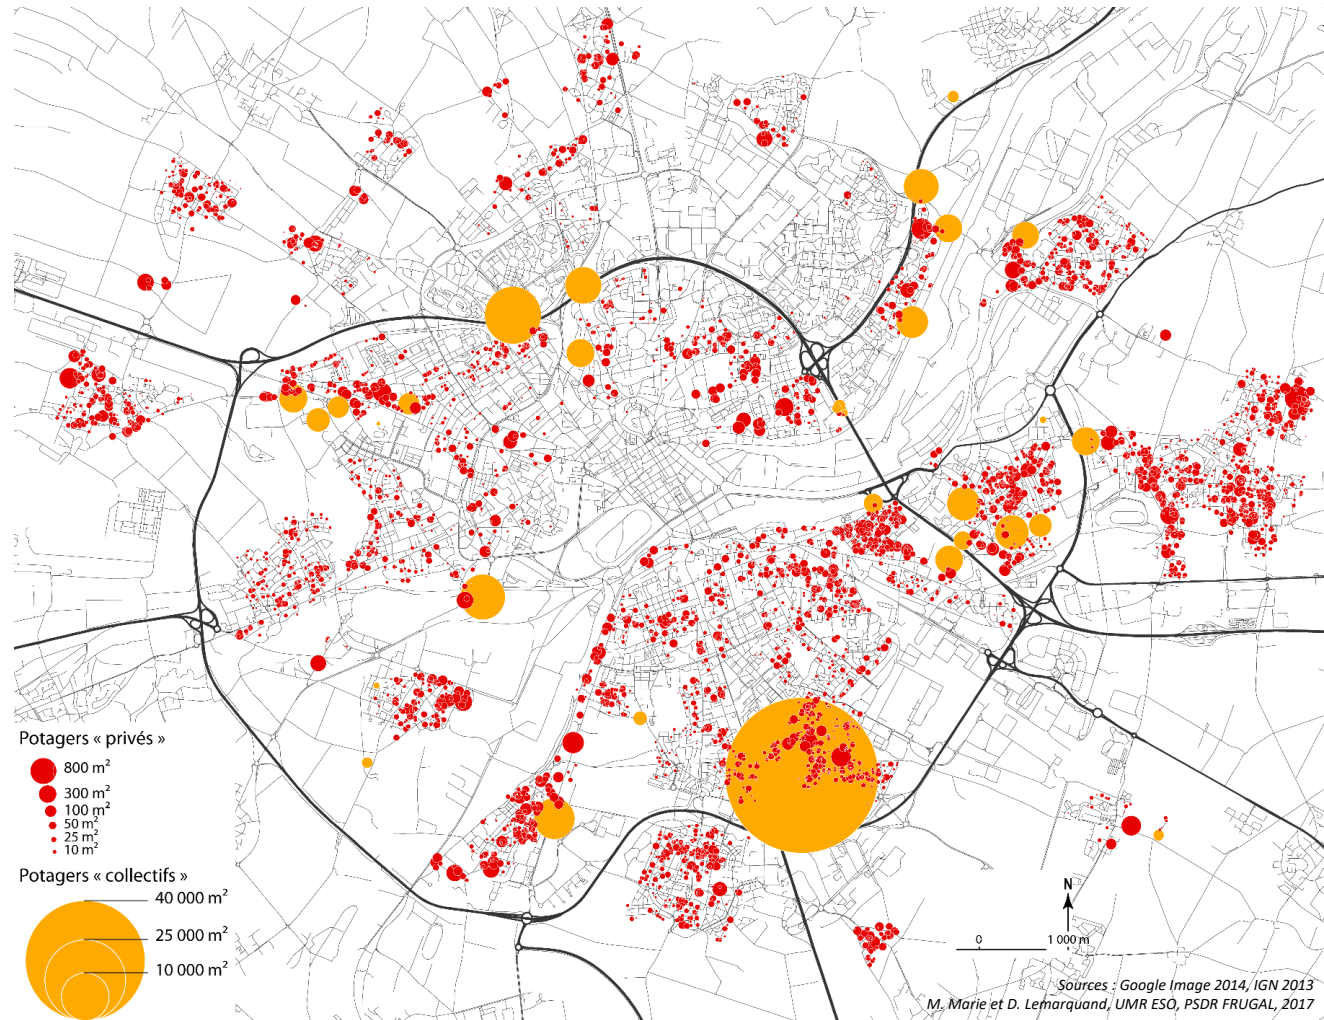 Potagers « privés »
800 m²
300 m²
100 m²
50 m²
25 m²
10 m²
Potagers « collectifs »
40 000 m²
25 000 m²
10 000 m²
N
0 1 000 m
Sources : Google Image 2014, IGN 2013
M. Marie et D. Lemarquand, UMR ESO, PSDR FRUGAL, 2017